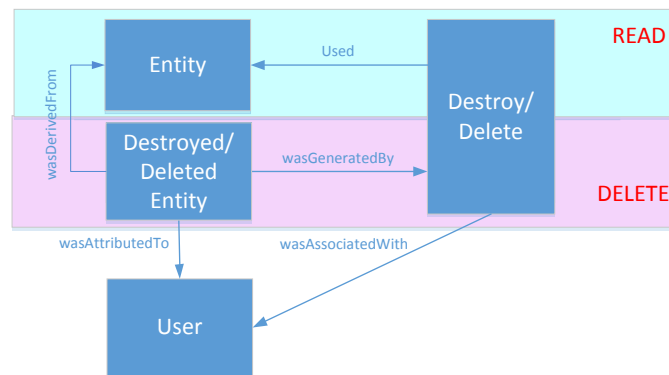 READ
Used
Entity
wasDerivedFrom
Destroy/
Delete
Destroyed/
Deleted
Entity
wasGeneratedBy
DELETE
wasAttributedTo
wasAssociatedWith
User